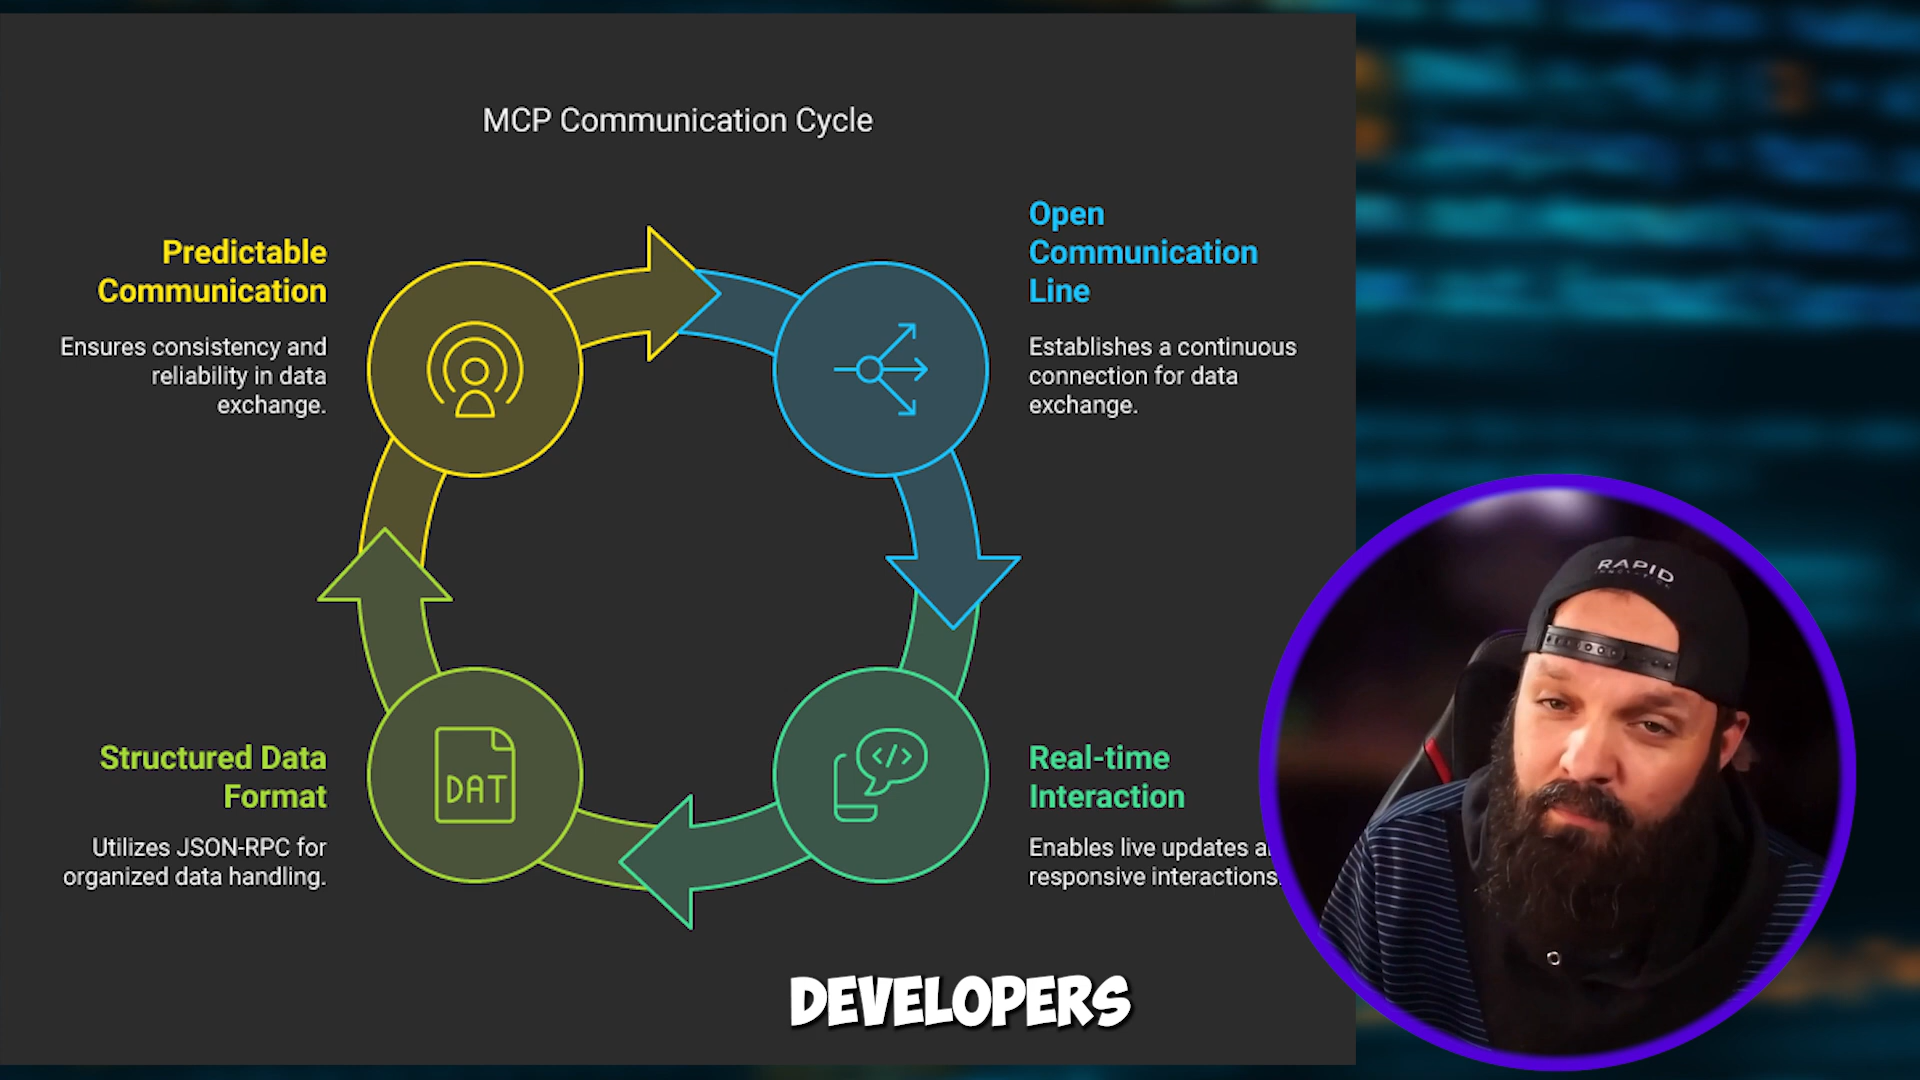 MCP Communication Cycle
Predictable
Communication
Ensures consistency and
reliability in data
exchange.
Open
Communication
Line
Establishes a continuous
connection for data
exchange.
Structured Data
Format
Utilizes JSON-RPC for
organized data handling.
DAT
</>
Real-time
Interaction
Enables live updates
responsive interactions.
RAPID
DEVELOPERS